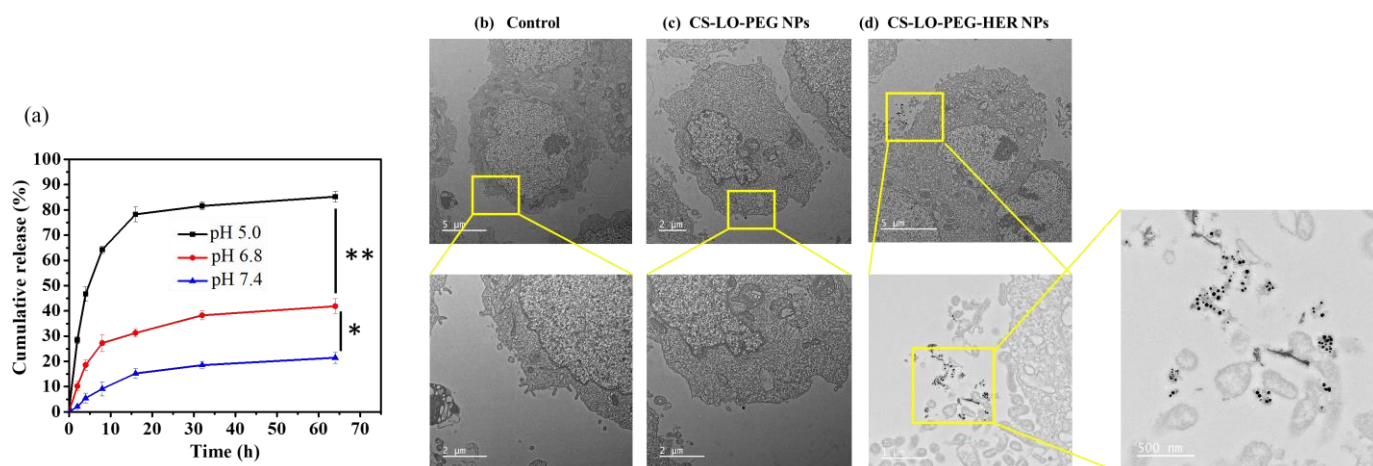 (b) Control
(c) CS-LO-PEG NPs
(d) CS-LO-PEG-HER NPs
(a)
100
90
80
70
60
50
40
30
20
10
0
Cumulative release (%)
pH 5.0
pH 6.8
pH 7.4
**
*
0 10 20 30 40 50 60 70
Time (h)
5 µm
2 µm
5 µm
2 µm
2 µm
500 nm